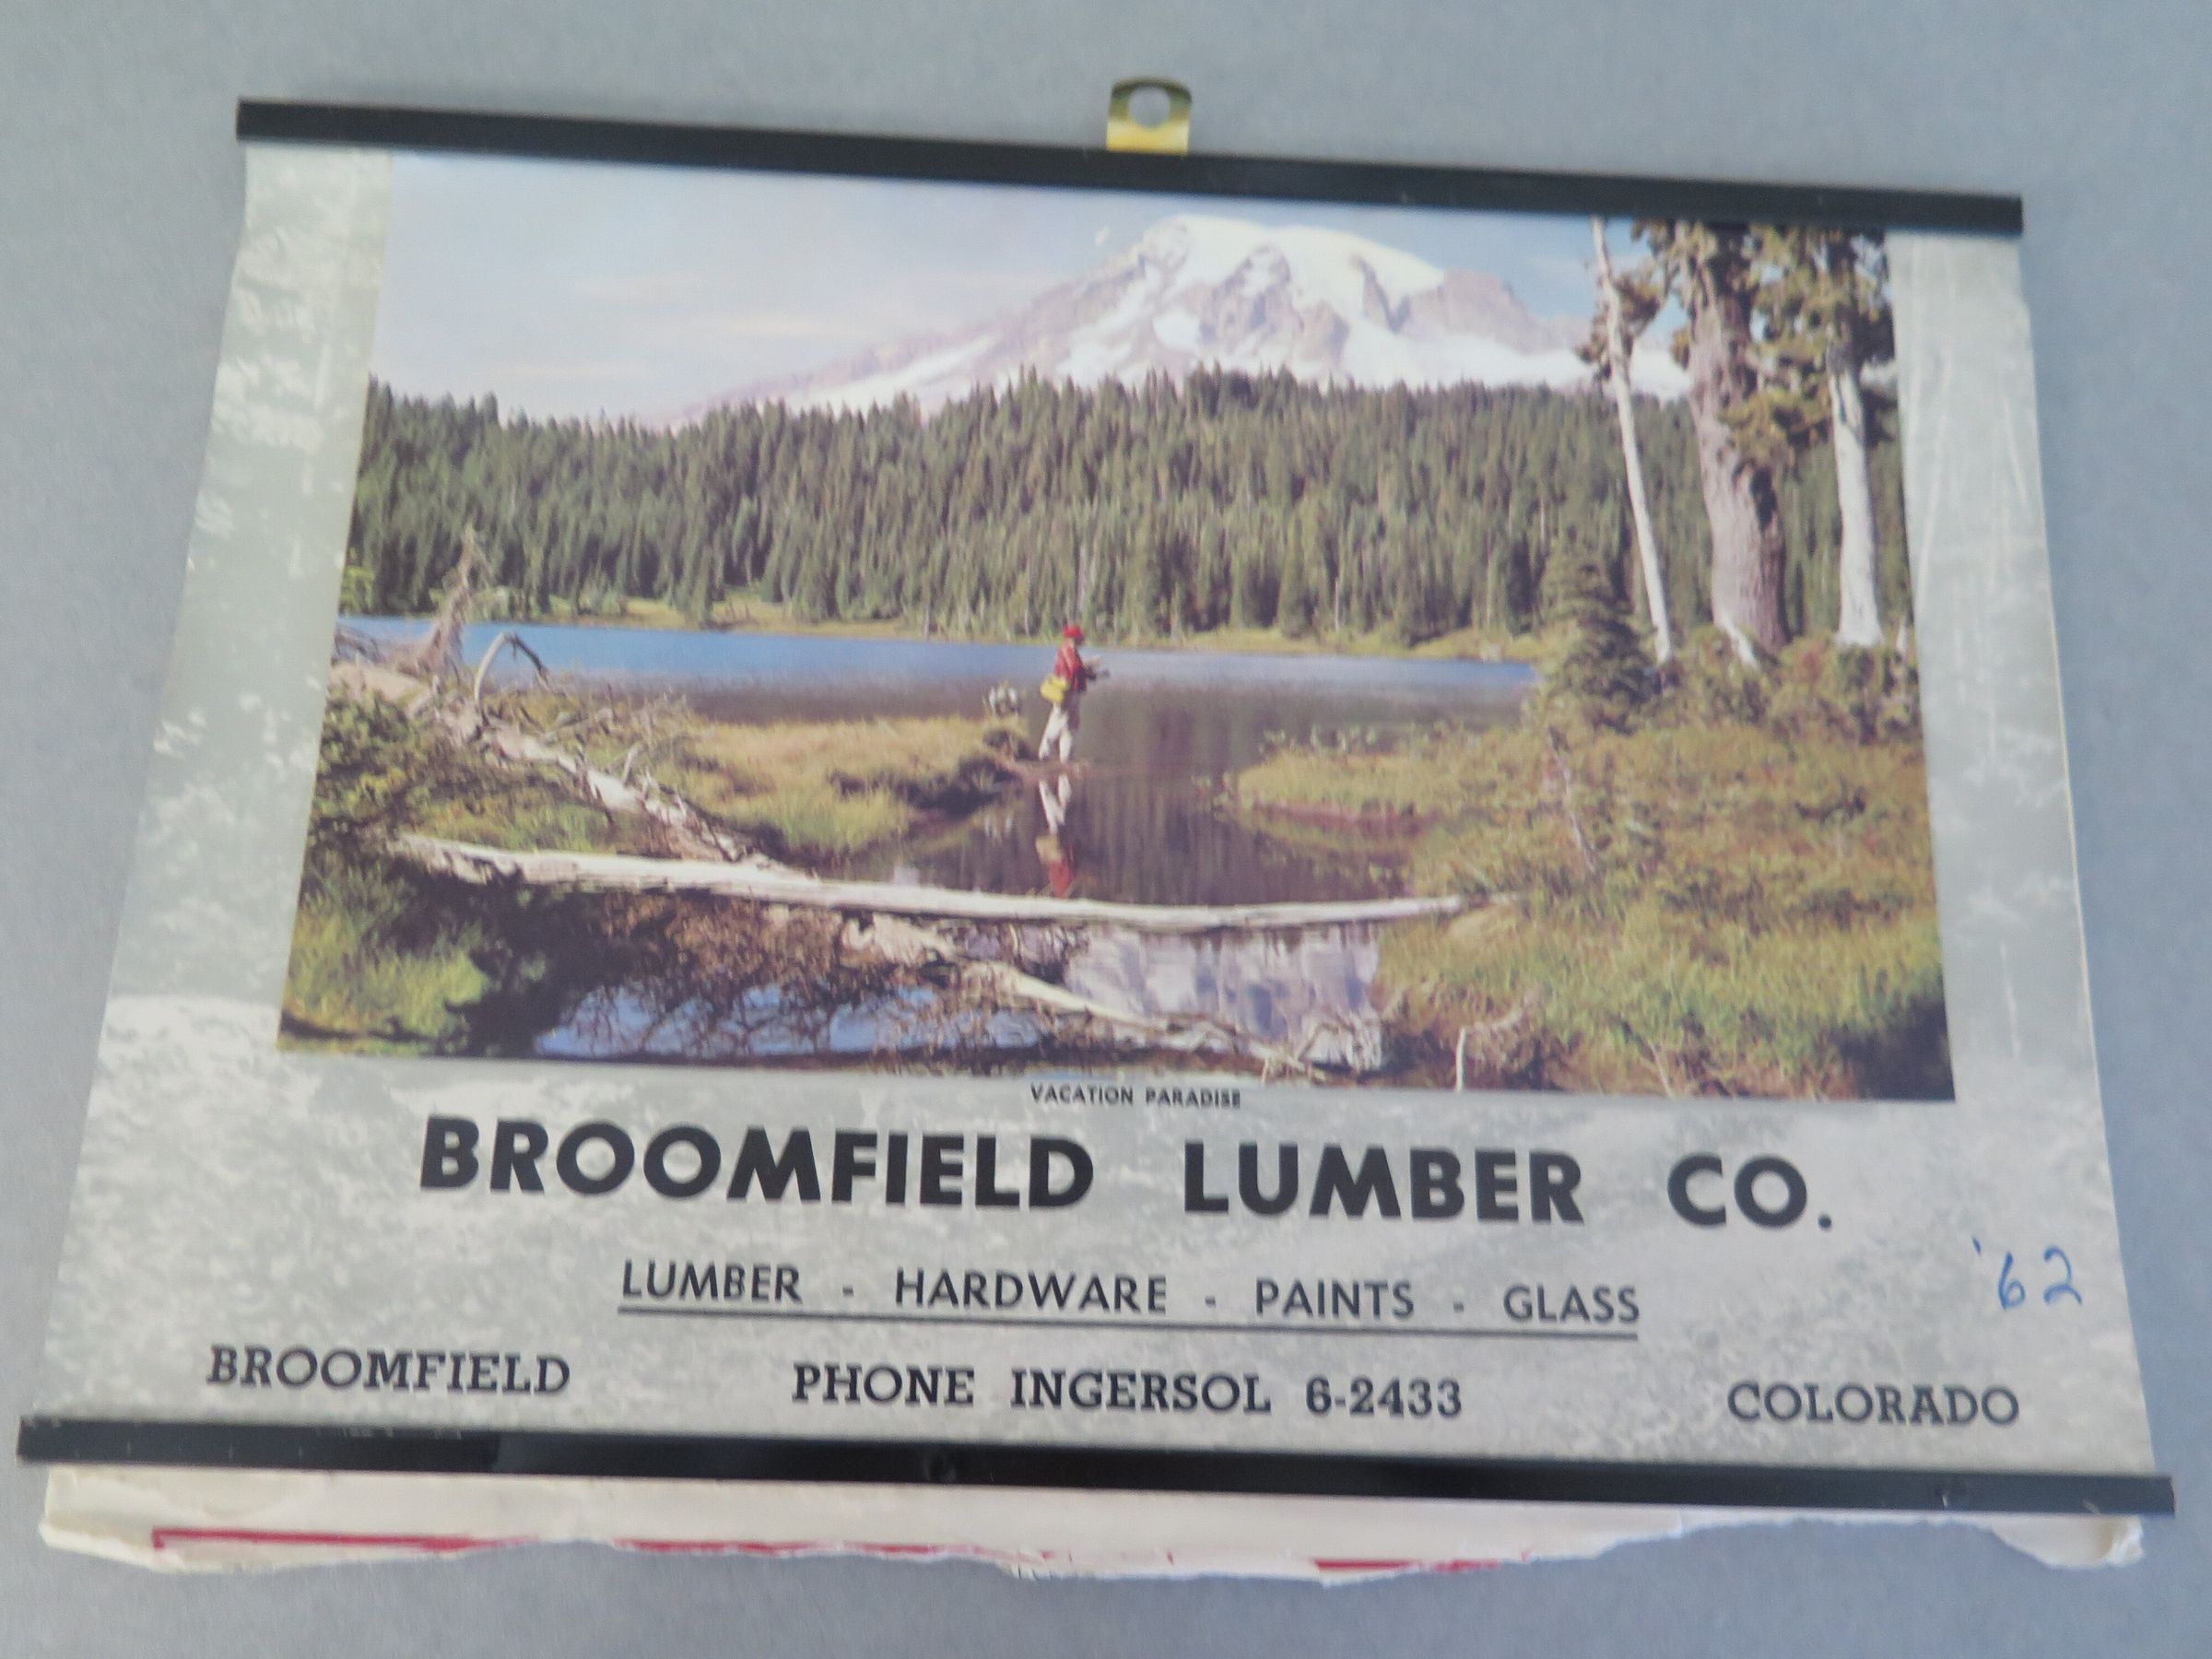 VACATION PARADISE
BROOMFIELD LUMBER CO.
'62
LUMBER - HARDWARE - PAINTS - GLASS
BROOMFIELD PHONE INGERSOL 6-2433 COLORADO